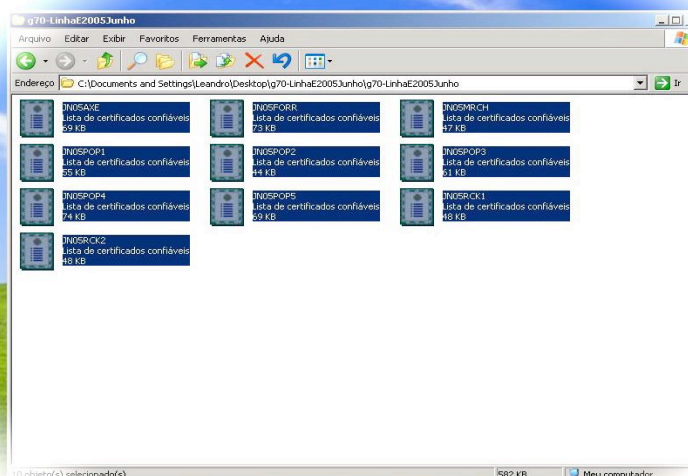 g70-LinhaE2005Junho
Arquivo Editar Exibir Favoritos Ferramentas Ajuda
Endereço C:\Documents and Settings\Leandro\Desktop\g70-LinhaE2005Junho\g70-LinhaE2005Junho Ir
JN05AXE
Lista de certificados confiáveis
69 KB
JN05FORR
Lista de certificados confiáveis
73 KB
JN05MRCH
Lista de certificados confiáveis
47 KB
JN05POP1
Lista de certificados confiáveis
55 KB
JN05POP2
Lista de certificados confiáveis
44 KB
JN05POP3
Lista de certificados confiáveis
61 KB
JN05POP4
Lista de certificados confiáveis
74 KB
JN05POP5
Lista de certificados confiáveis
69 KB
JN05RCK1
Lista de certificados confiáveis
48 KB
JN05RCK2
Lista de certificados confiáveis
48 KB
10 objeto(s) selecionado(s) 582 KB Meu computador